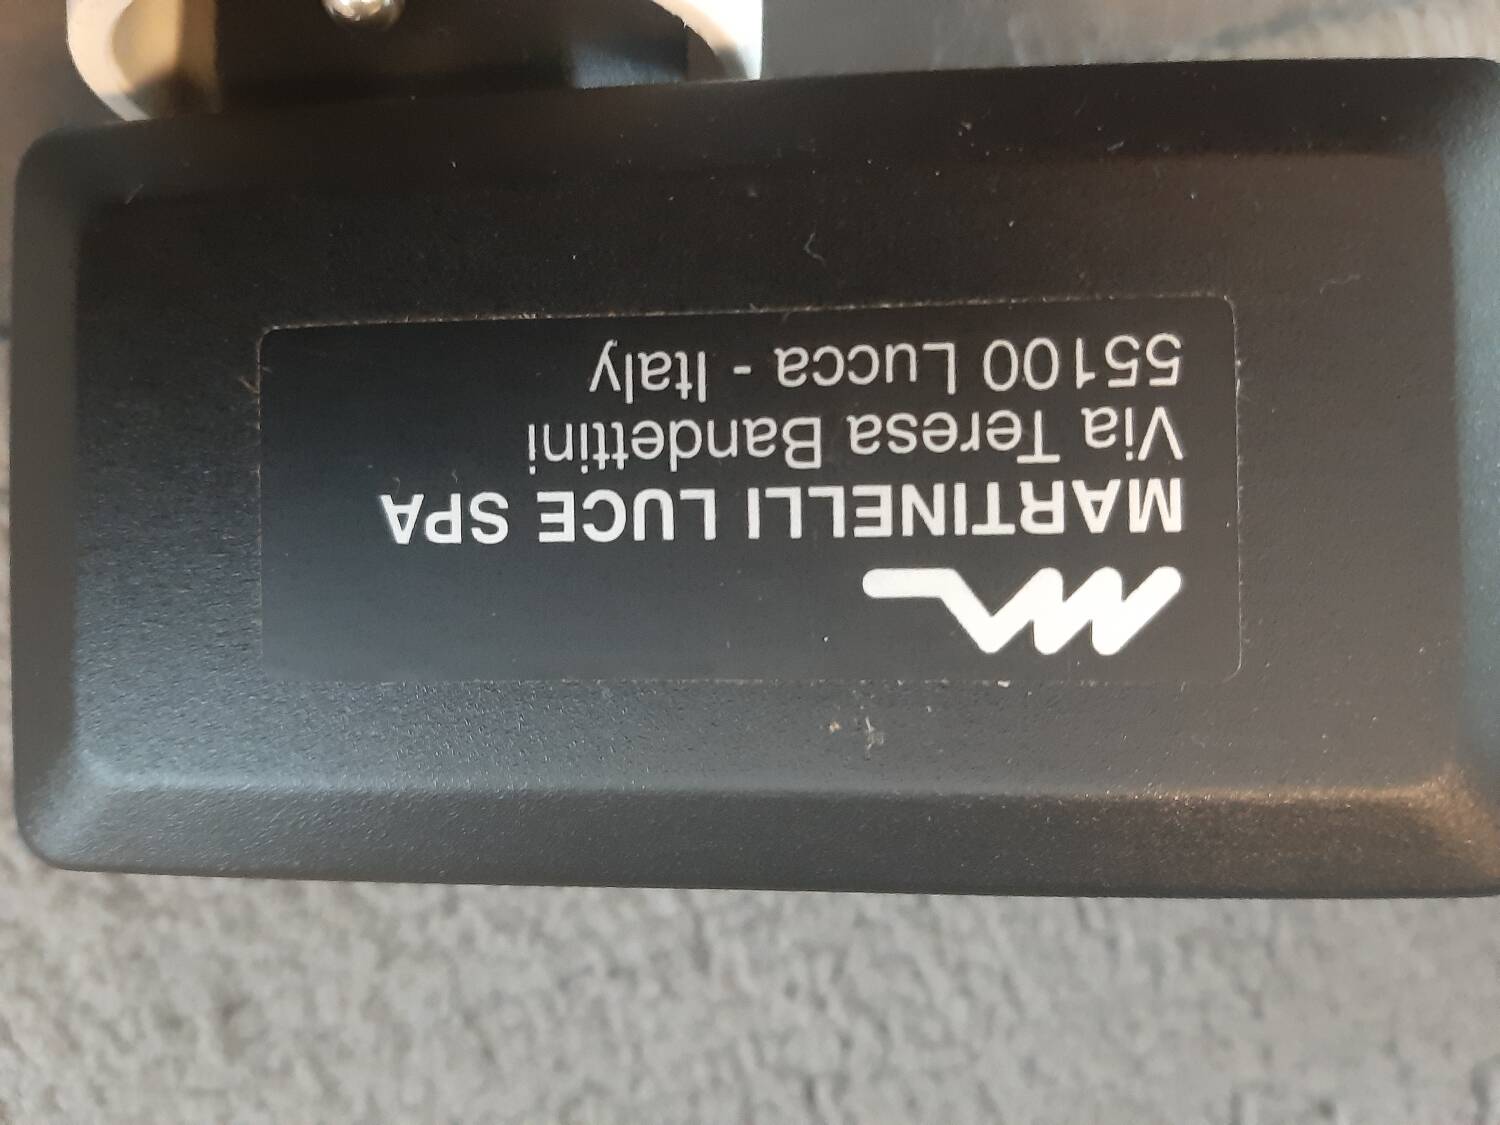 MARTINELLI LUCE SPA
Via Teresa Bandettini
55100 Lucca - Italy